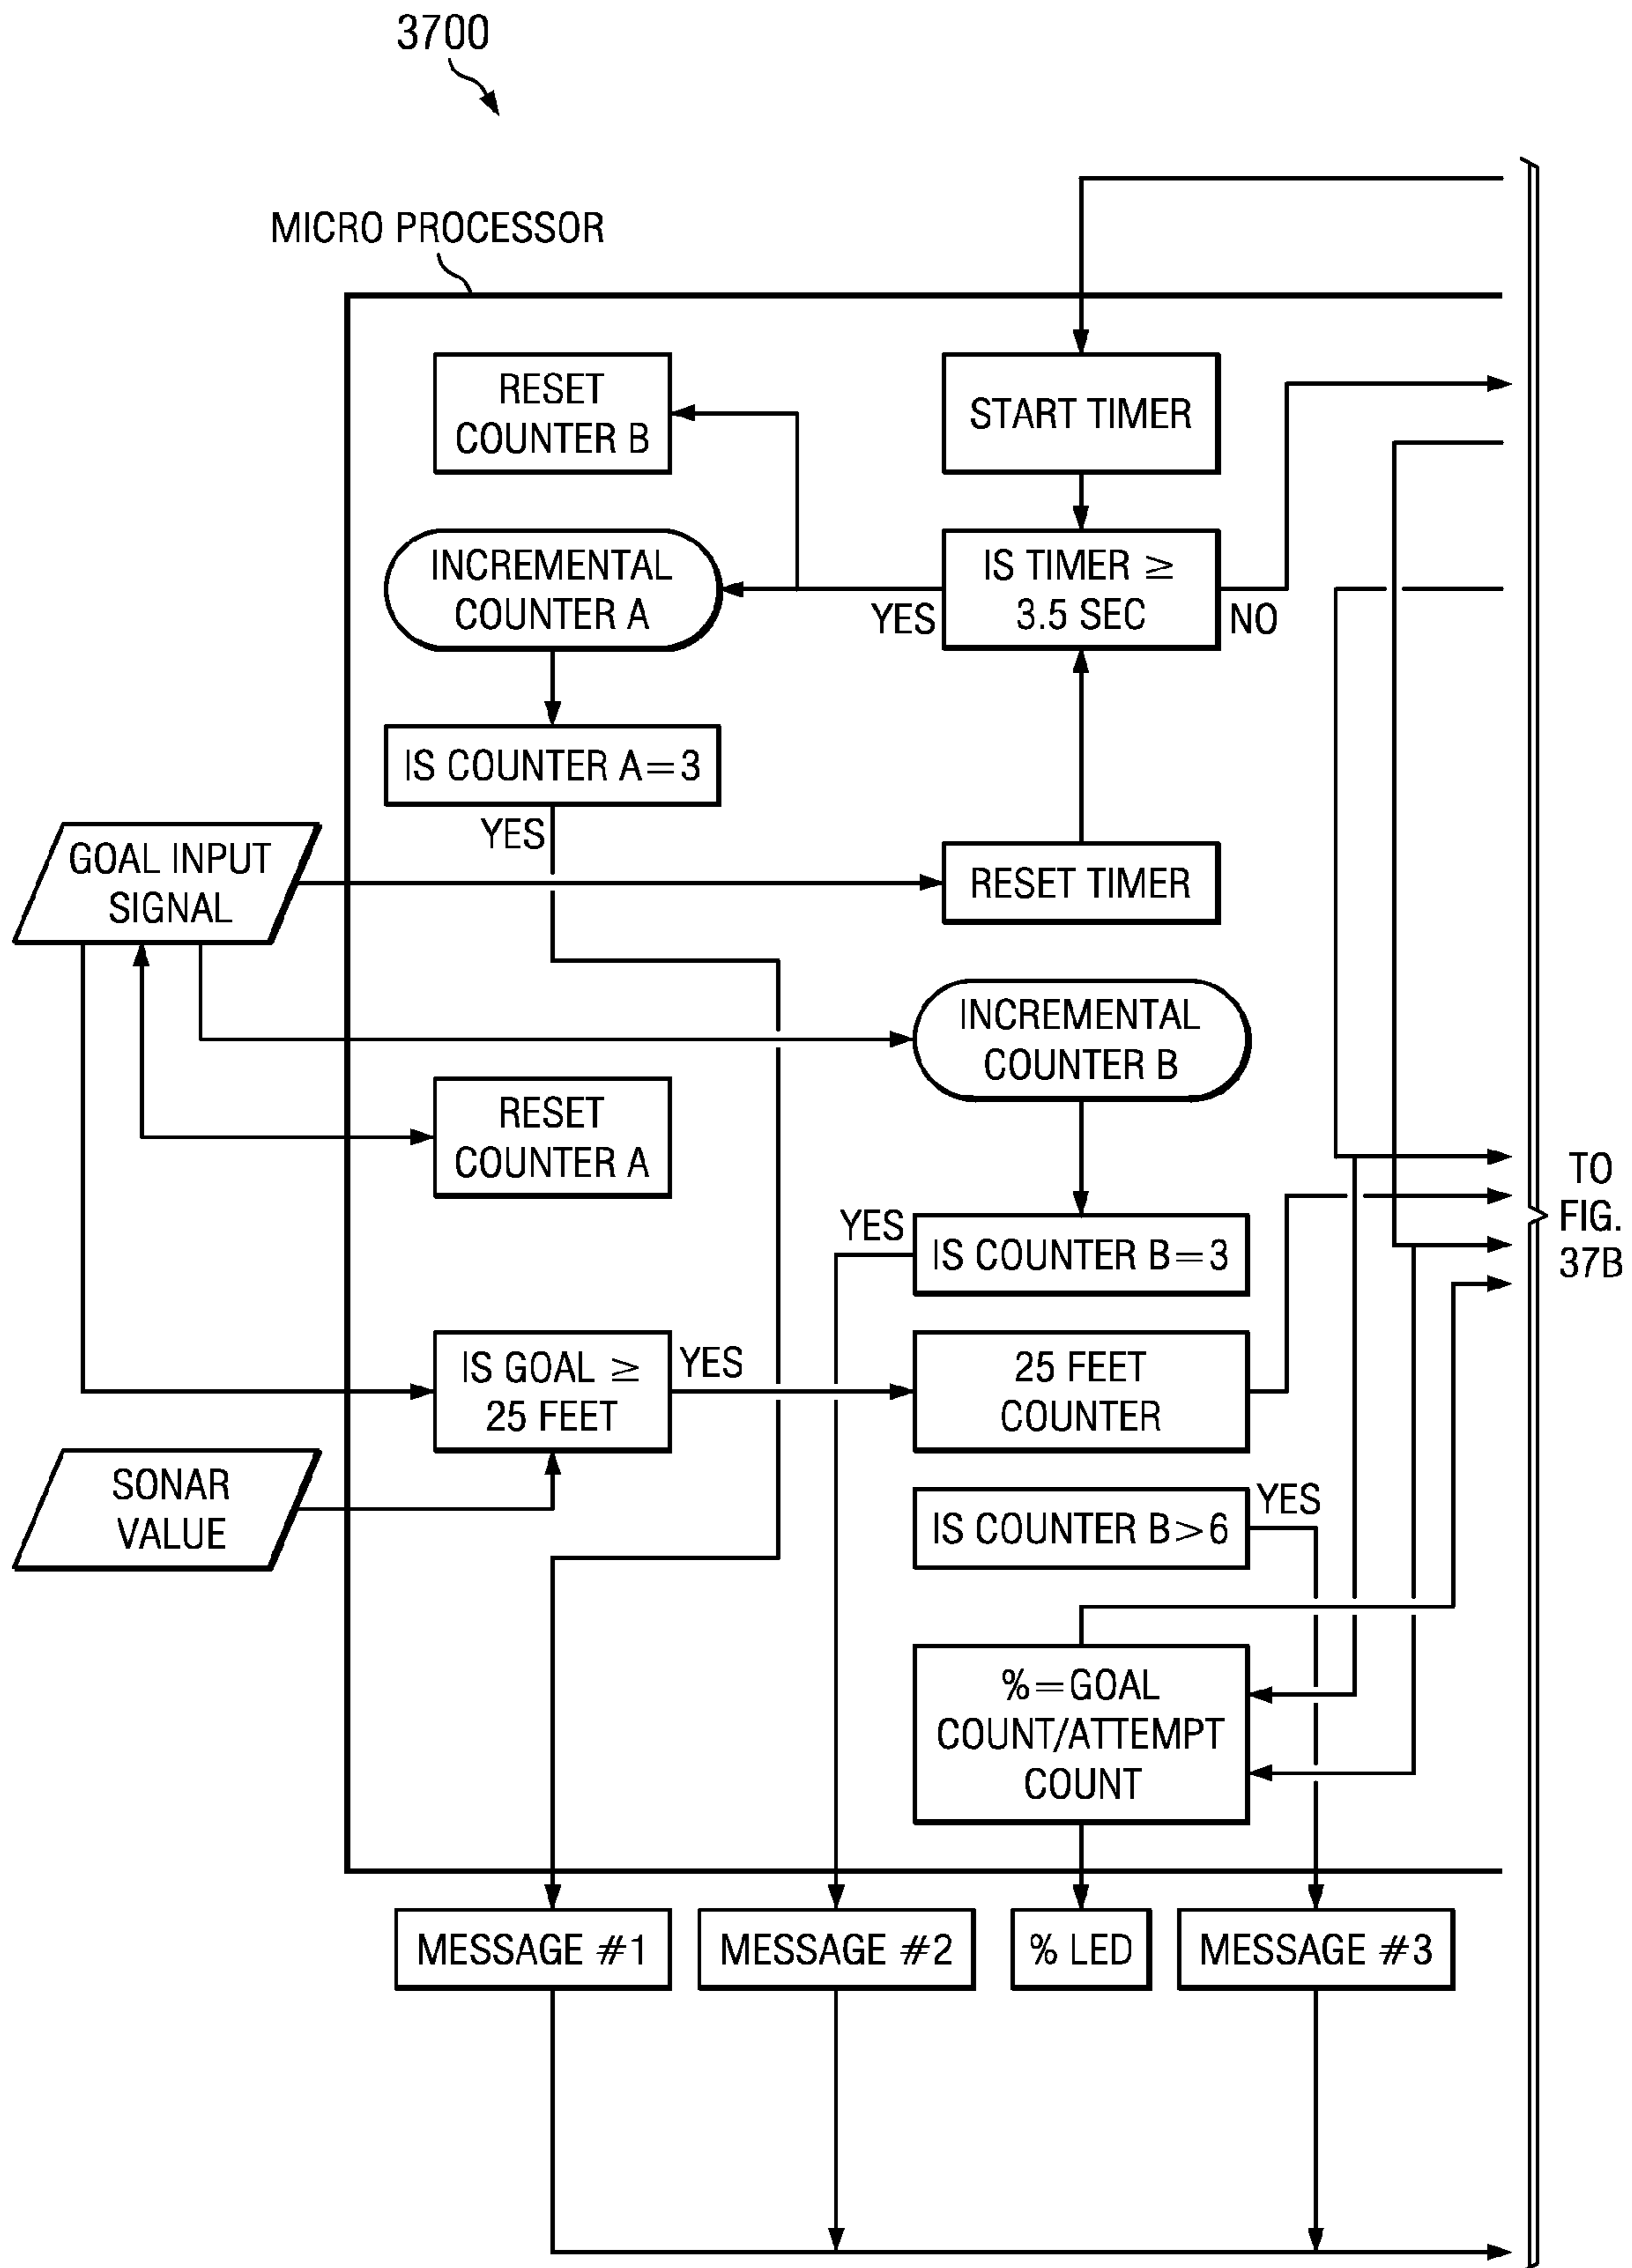 3700
MICRO PROCESSOR
RESET
COUNTER B
START TIMER
INCREMENTAL
COUNTER A
YES
IS TIMER ≥
3.5 SEC
NO
IS COUNTER A=3
YES
GOAL INPUT
SIGNAL
RESET TIMER
INCREMENTAL
COUNTER B
RESET
COUNTER A
YES
IS COUNTER B=3
TO
FIG.
37B
IS GOAL ≥
25 FEET
YES
25 FEET
COUNTER
SONAR
VALUE
IS COUNTER B>6
YES
%=GOAL
COUNT/ATTEMPT
COUNT
MESSAGE #1
MESSAGE #2
% LED
MESSAGE #3